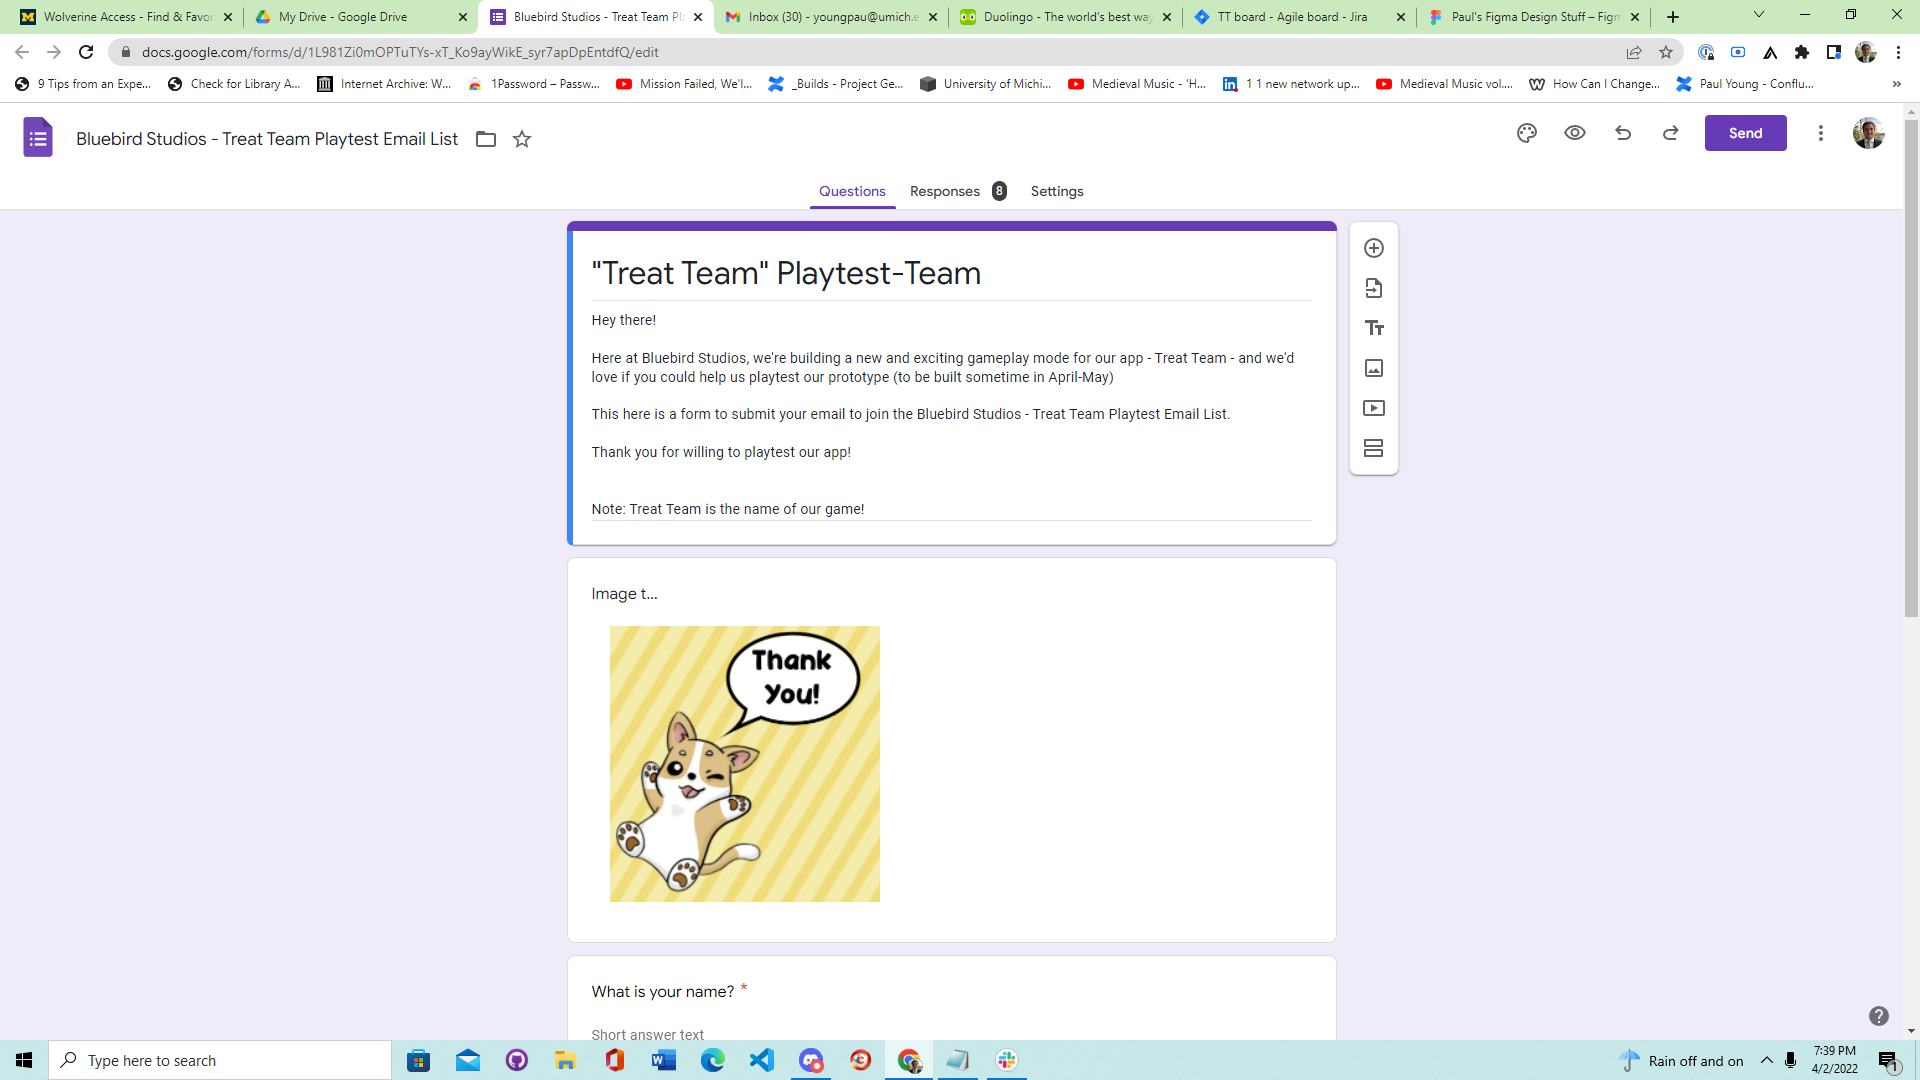 Wolverine Access - Find & Favor
My Drive - Google Drive
Bluebird Studios - Treat Team Pl
Inbox (30) - youngpau@umich.e
Duolingo - The world's best way
TT board - Agile board - Jira
Paul's Figma Design Stuff – Figm
docs.google.com/forms/d/1L981Zi0mOPTuTYs-xT_Ko9ayWikE_syr7apDpEntdfQ/edit
9 Tips from an Expe...
Check for Library A...
Internet Archive: W...
1Password – Passw...
Mission Failed, We'l...
_Builds - Project Ge...
University of Michi...
Medieval Music - 'H...
1 1 new network up...
Medieval Music vol....
How Can I Change...
Paul Young - Conflu...
»
Bluebird Studios - Treat Team Playtest Email List
Send
Questions
Responses 8
Settings
"Treat Team" Playtest-Team
Hey there!
Here at Bluebird Studios, we're building a new and exciting gameplay mode for our app - Treat Team - and we'd
love if you could help us playtest our prototype (to be built sometime in April-May)
This here is a form to submit your email to join the Bluebird Studios - Treat Team Playtest Email List.
Thank you for willing to playtest our app!
Note: Treat Team is the name of our game!
Image t...
Thank
You!
What is your name? *
Short answer text
Type here to search
Rain off and on
7:39 PM
4/2/2022
1